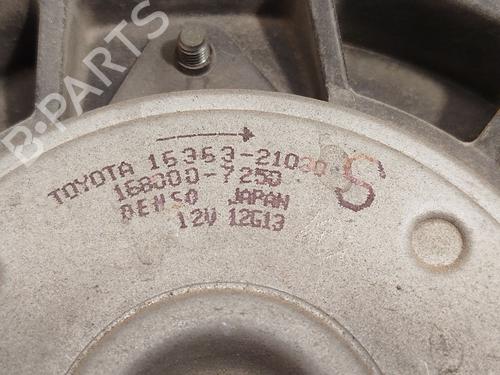 B-PARTS
TOYOTA 16363-21030
168000-7250
DENSO JAPAN
12V 12G13
S